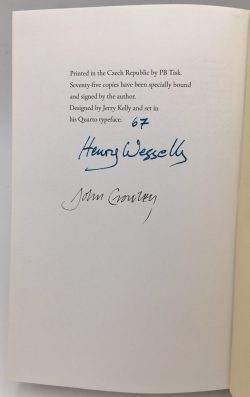 Printed in the Czech Republic by PB Tisk.
Seventy-five copies have been specially bound
and signed by the author.
Designed by Jerry Kelly and set in
his Quarto typeface. 67
Henry Wessells
John Crowley